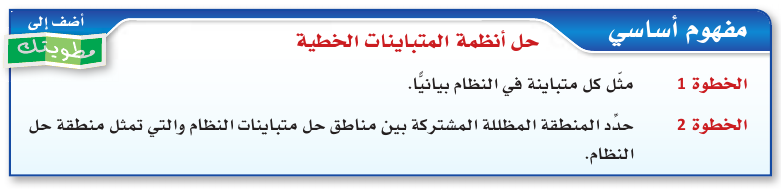 مفهوم أساسي
أضف إلى
مطويتك
حل أنظمة المتباينات الخطية
الخطوة 1 مثّل كل متباينة في النظام بيانيًّا.
الخطوة 2 حدِّد المنطقة المظللة المشتركة بين مناطق حل متباينات النظام والتي تمثل منطقة حل
النظام.